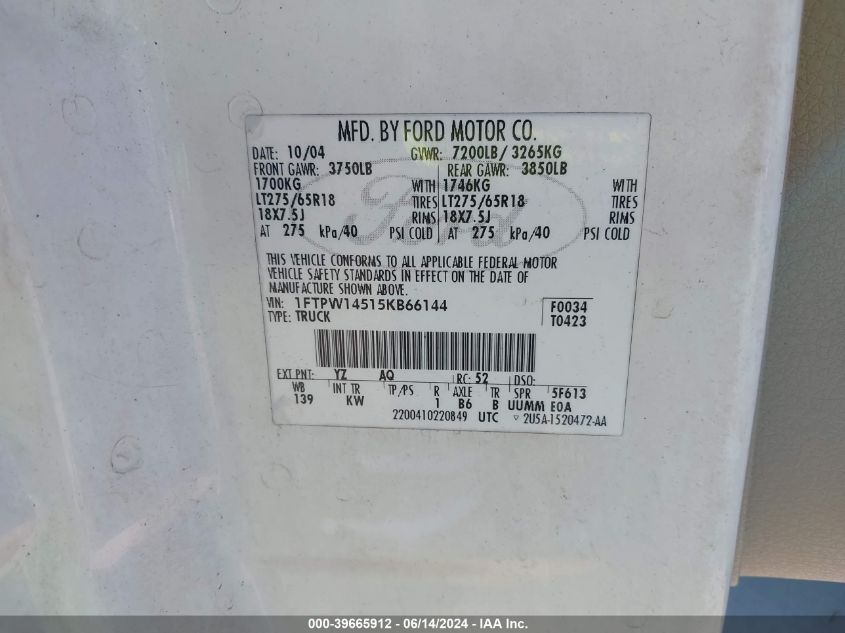 MFD. BY FORD MOTOR CO.
DATE: 10/04 GVWR: 7200LB/ 3265KG
FRONT GAWR: 3750LB REAR GAWR: 3850LB
1700KG WITH 1746KG WITH
LT275/65R18 TIRES LT275/65R18 TIRES
18X7.5J RIMS 18X7.5J RIMS
AT 275 kPa/40 PSI COLD AT 275 kPa/40 PSI COLD
Ford
THIS VEHICLE CONFORMS TO ALL APPLICABLE FEDERAL MOTOR
VEHICLE SAFETY STANDARDS IN EFFECT ON THE DATE OF
MANUFACTURE SHOWN ABOVE.
VIN: 1FTPW14515KB66144 F0034
TYPE: TRUCK T0423
EXT PNT: YZ AQ RC: 52 DSO:
WB INT TR TP/PS R AXLE TR SPR 5F613
139 KW 1 B6 B UUMM EOA
2200410220849 UTC ▽ 2U5A-1520472-AA
000-39665912 - 06/14/2024 - IAA Inc.